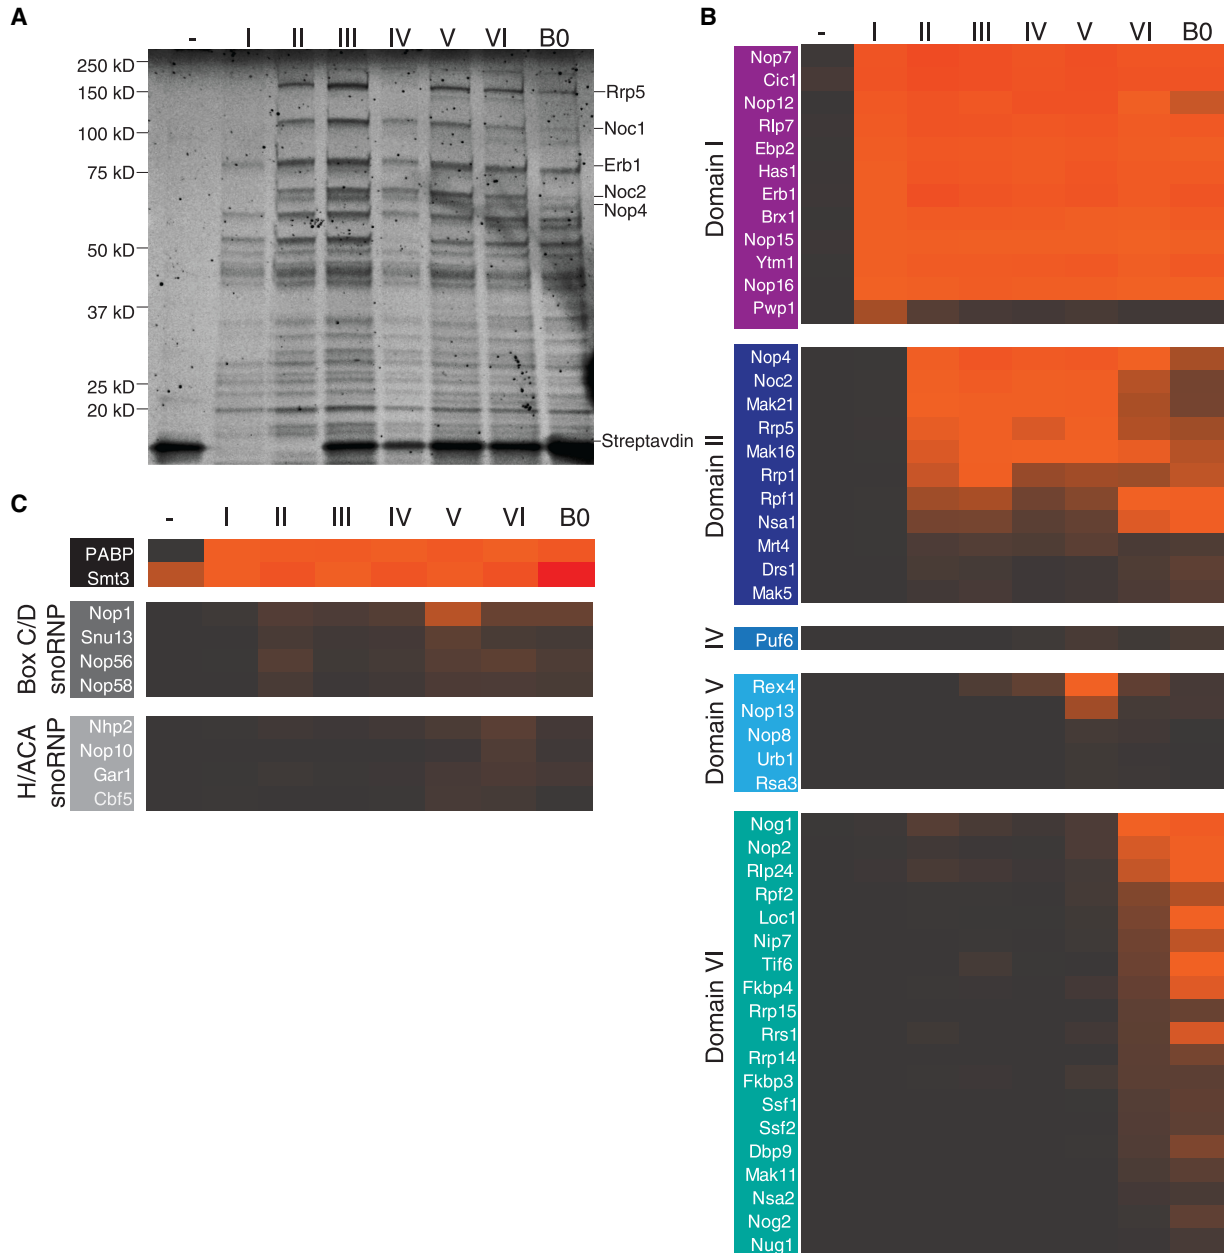 A
- I II III IV V VI B0
250 kD
150 kD
100 kD
75 kD
50 kD
37 kD
25 kD
20 kD
Rrp5
Noc1
Erb1
Noc2
Nop4
Streptavdin
B
- I II III IV V VI B0
Domain I
Nop7
Cic1
Nop12
Rlp7
Ebp2
Has1
Erb1
Brx1
Nop15
Ytm1
Nop16
Pwp1
Domain II
Nop4
Noc2
Mak21
Rrp5
Mak16
Rrp1
Rpf1
Nsa1
Mrt4
Drs1
Mak5
IV
Puf6
Domain V
Rex4
Nop13
Nop8
Urb1
Rsa3
Domain VI
Nog1
Nop2
Rlp24
Rpf2
Loc1
Nip7
Tif6
Fkbp4
Rrp15
Rrs1
Rrp14
Fkbp3
Ssf1
Ssf2
Dbp9
Mak11
Nsa2
Nog2
Nug1
C
- I II III IV V VI B0
PABP
Smt3
Box C/D
snoRNP
Nop1
Snu13
Nop56
Nop58
H/ACA
snoRNP
Nhp2
Nop10
Gar1
Cbf5